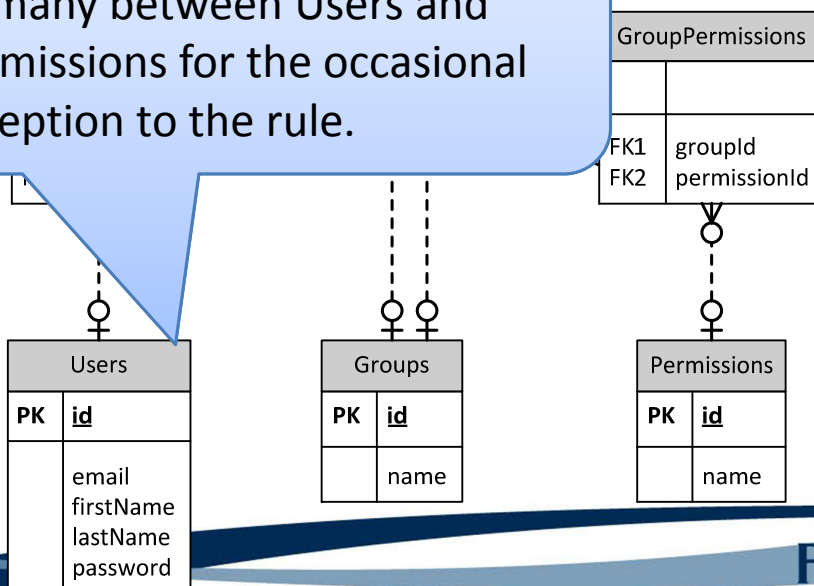 many between Users and
missions for the occasional
eption to the rule.
GroupPermissions
FK1 groupId
FK2 permissionId
Users
PK id
email
firstName
lastName
password
Groups
PK id
name
Permissions
PK id
name